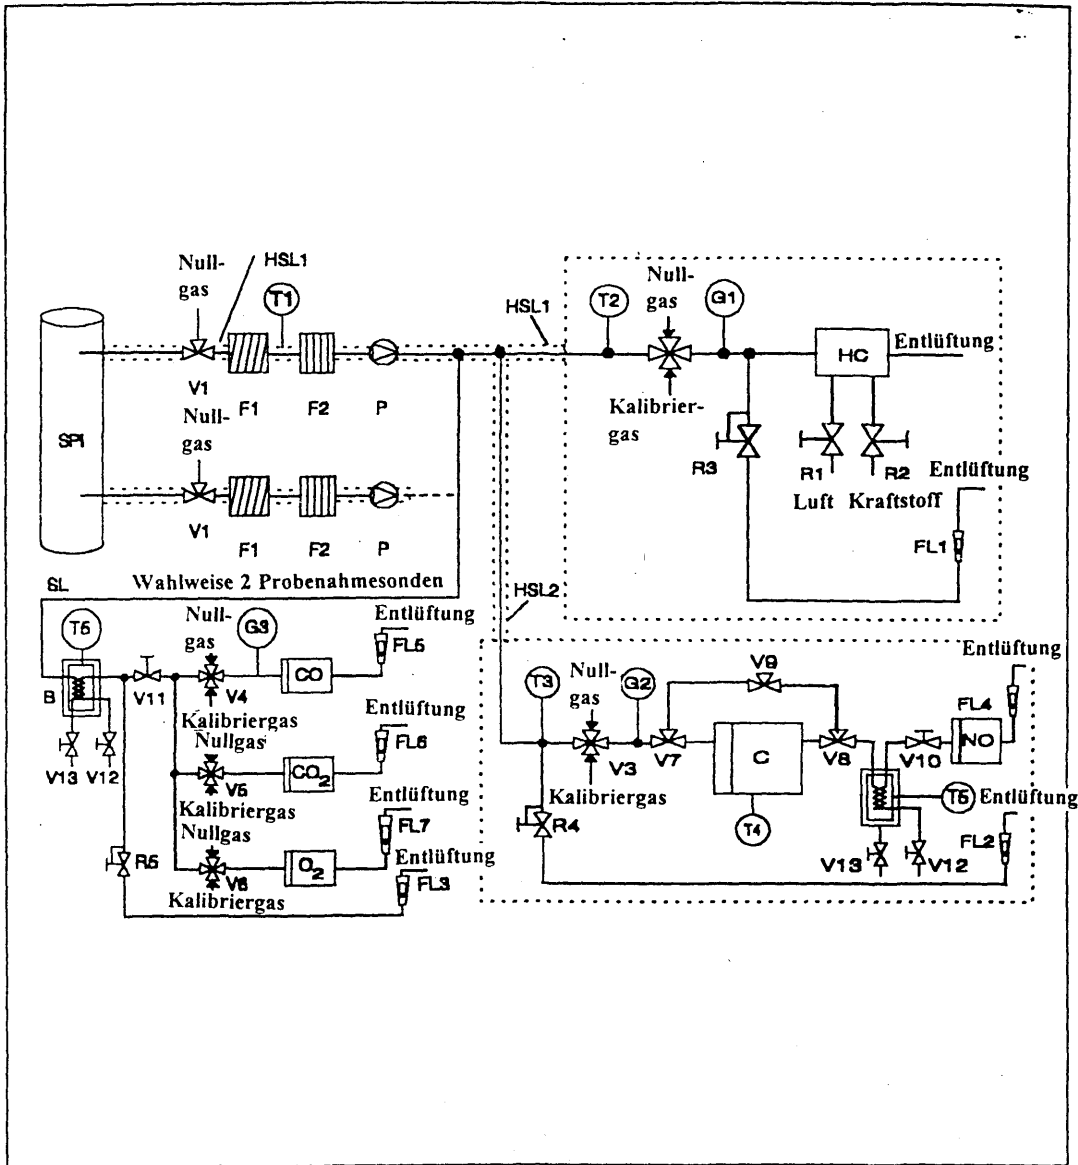 Null-
gas
HSL1
T1
V1
F1
F2
P
Null-
gas
V1
F1
F2
P
SP1
Wahlweise 2 Probenahmesonden
HSL1
T2
Null-
gas
G1
Kalibrier-
gas
HC
Entlüftung
R3
R1
R2
Luft Kraftstoff
Entlüftung
FL1
HSL2
SL
T5
B
V13
V12
V11
Null-
gas
G3
V4
CO
Entlüftung
FL5
Kalibriergas
Nullgas
V5
CO2
Entlüftung
FL6
Kalibriergas
Nullgas
V6
O2
Entlüftung
FL7
Kalibriergas
R5
Entlüftung
FL3
T3
Null-
gas
G2
V3
Kalibriergas
V7
V9
C
T4
V8
V10
NO
Entlüftung
FL4
T5
V13
V12
Entlüftung
FL2
R4